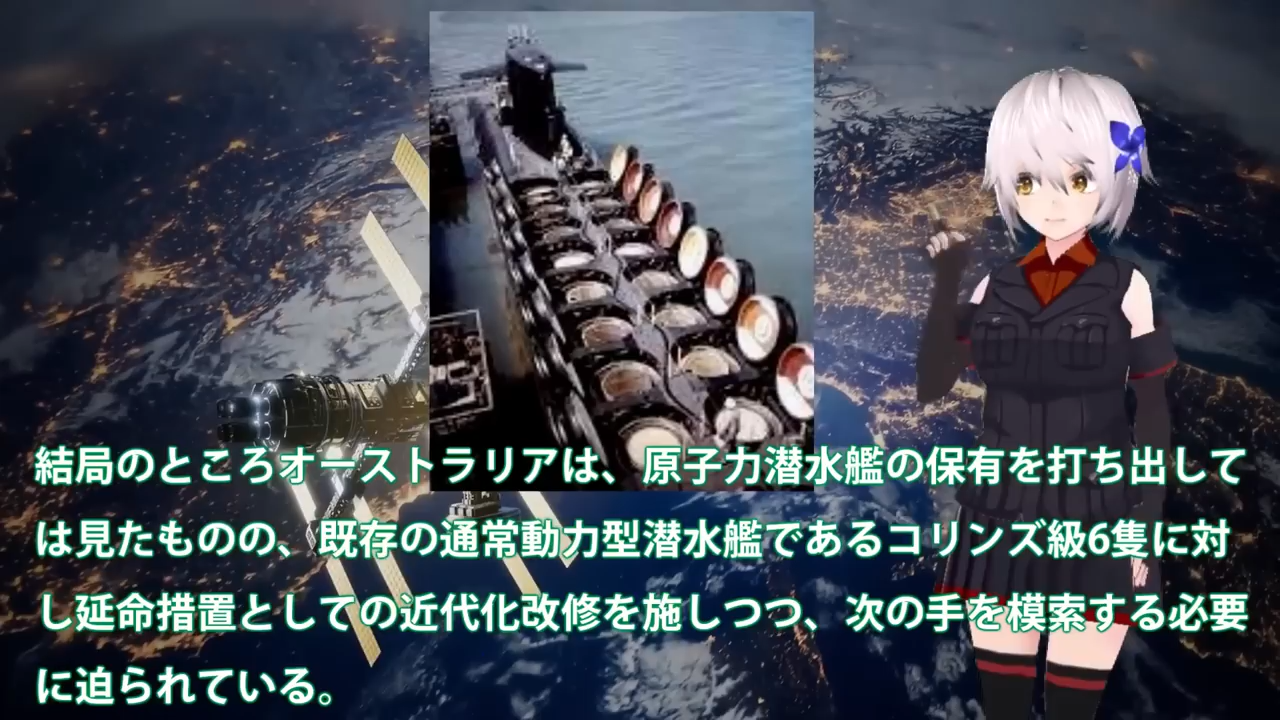 結局のところオーストラリアは、原子力潜水艦の保有を打ち出して
は見たものの、既存の通常動力型潜水艦であるコリンズ級6隻に対
し延命措置としての近代化改修を施しつつ、次の手を模索する必要
に迫られている。